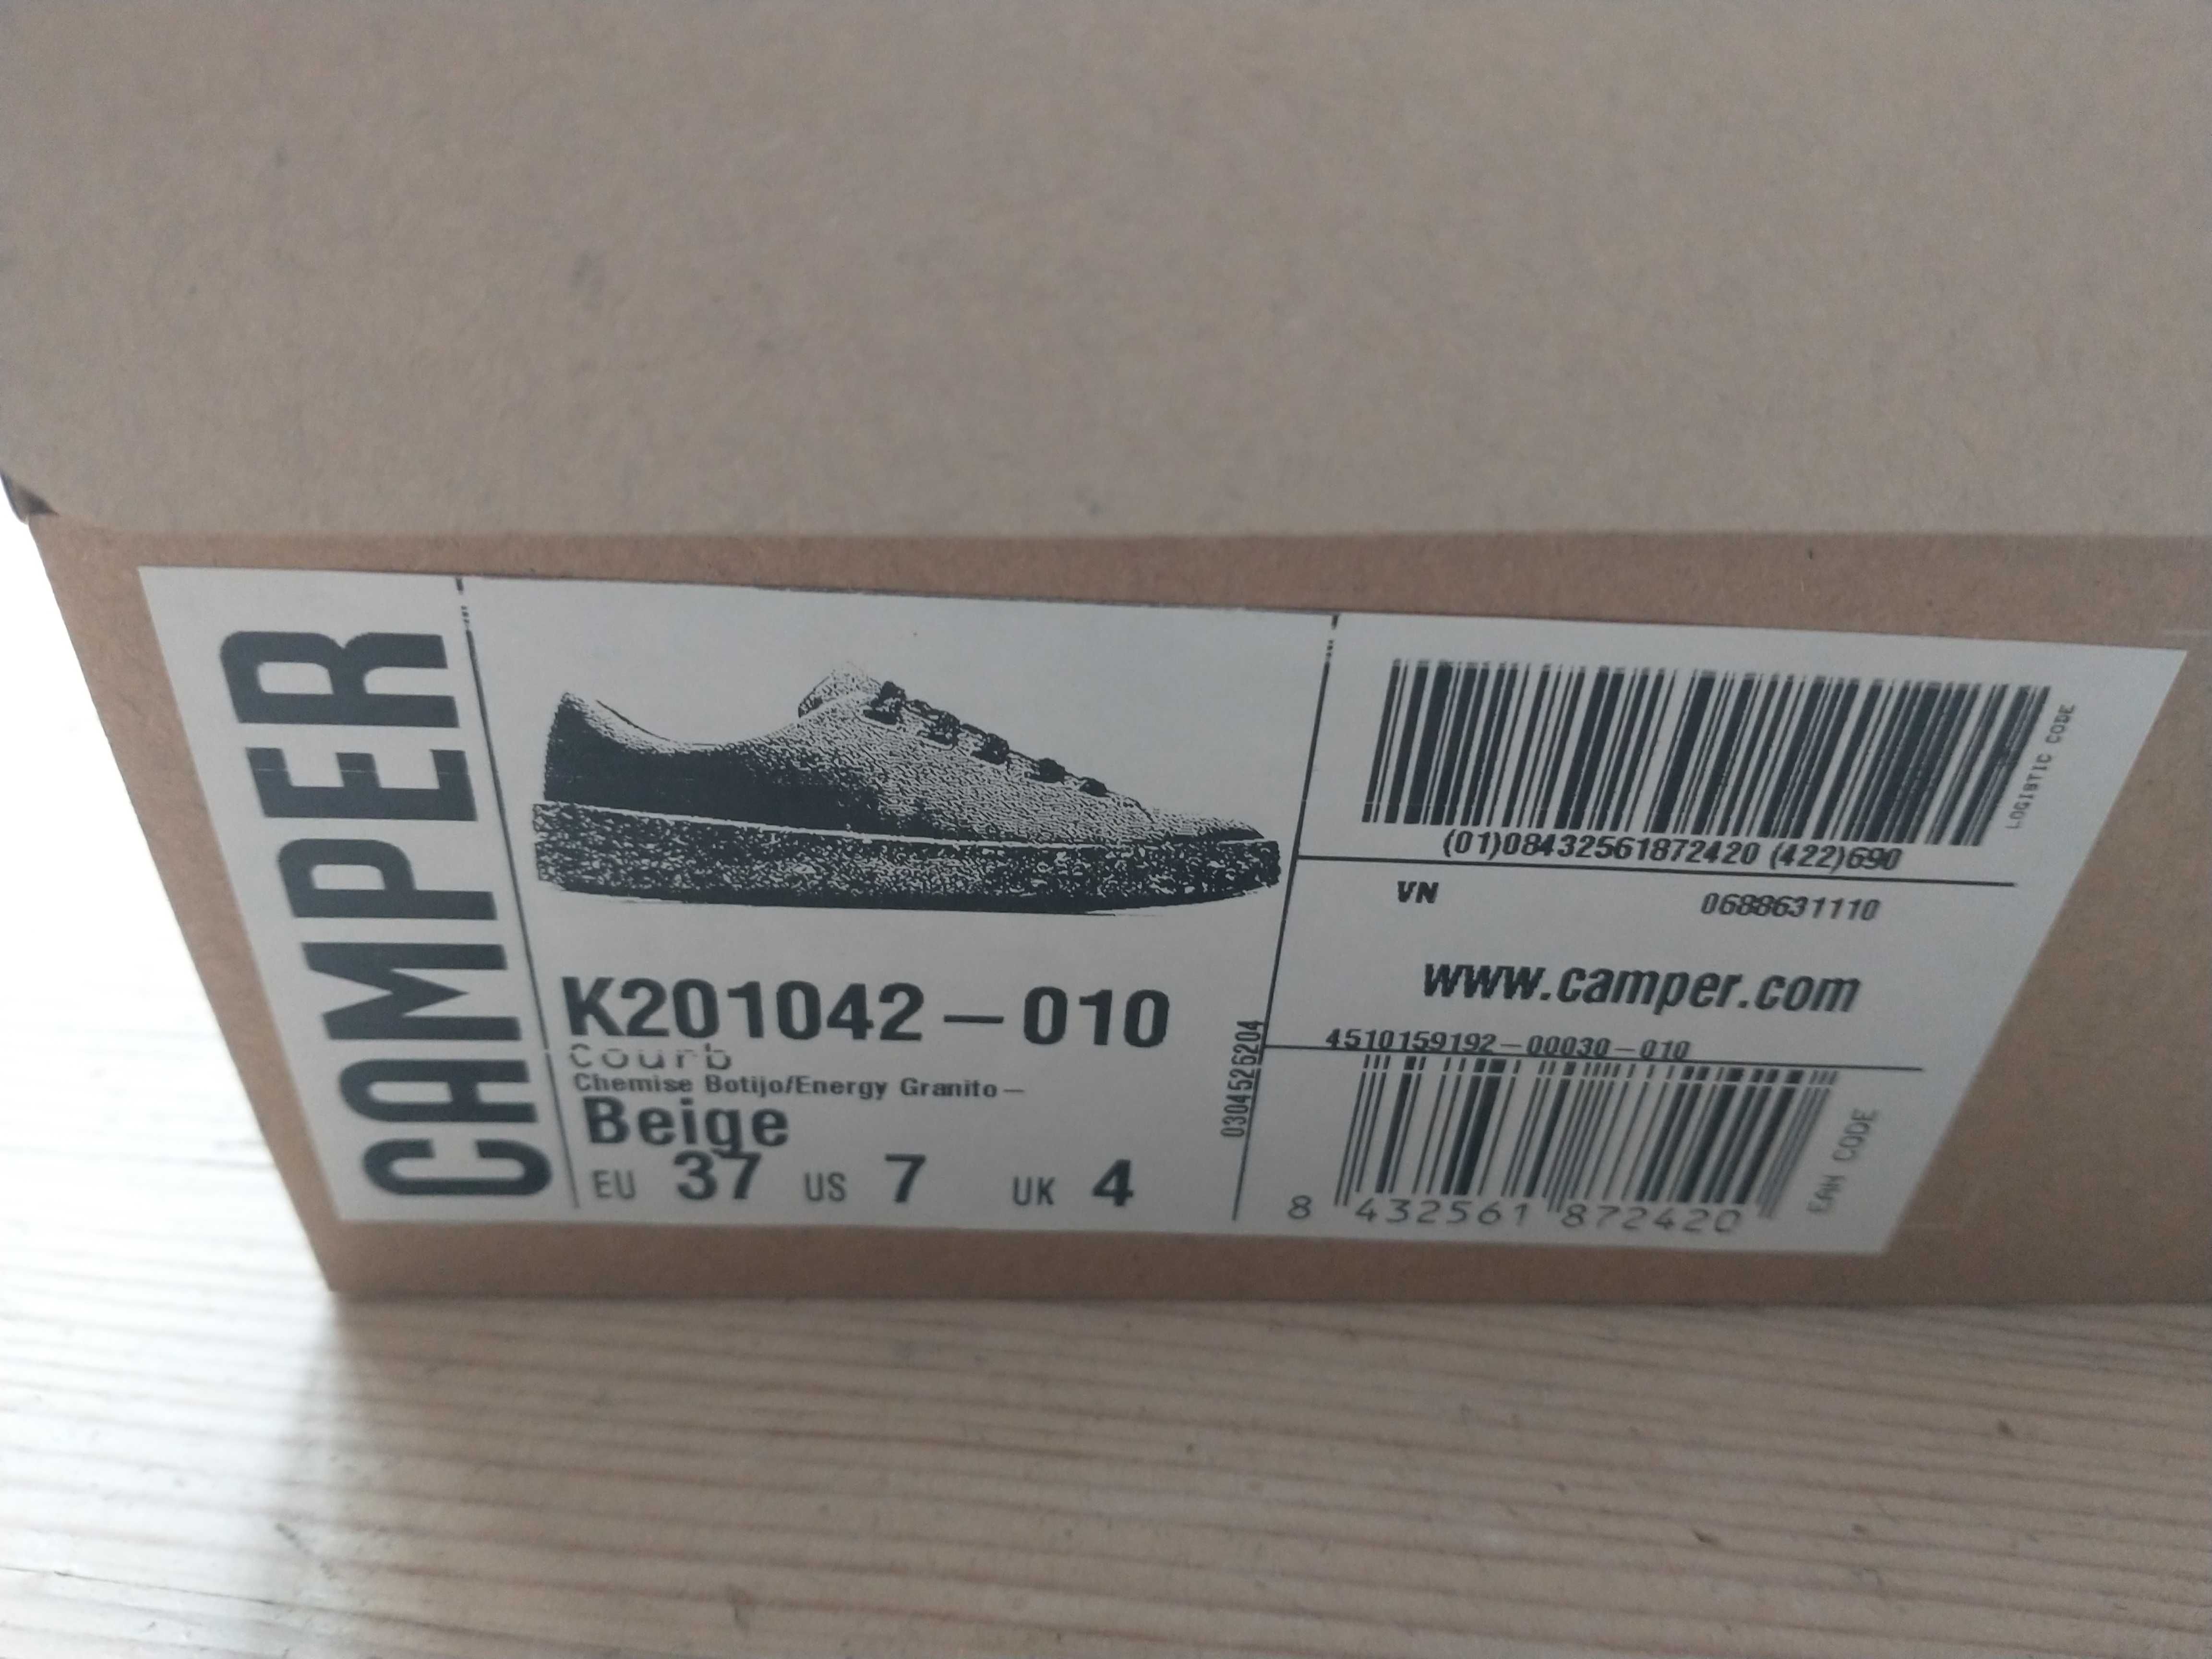 CAMPER
K201042-010
Courb
Chemise Botijo/Energy Granito-
Beige
EU 37 US 7 UK 4
0304526204
(01)08432561872420 (422)690
LOGISTIC CODE
VN 0688631110
www.camper.com
4510159192-00030-010
8 432561 872420
EAN CODE